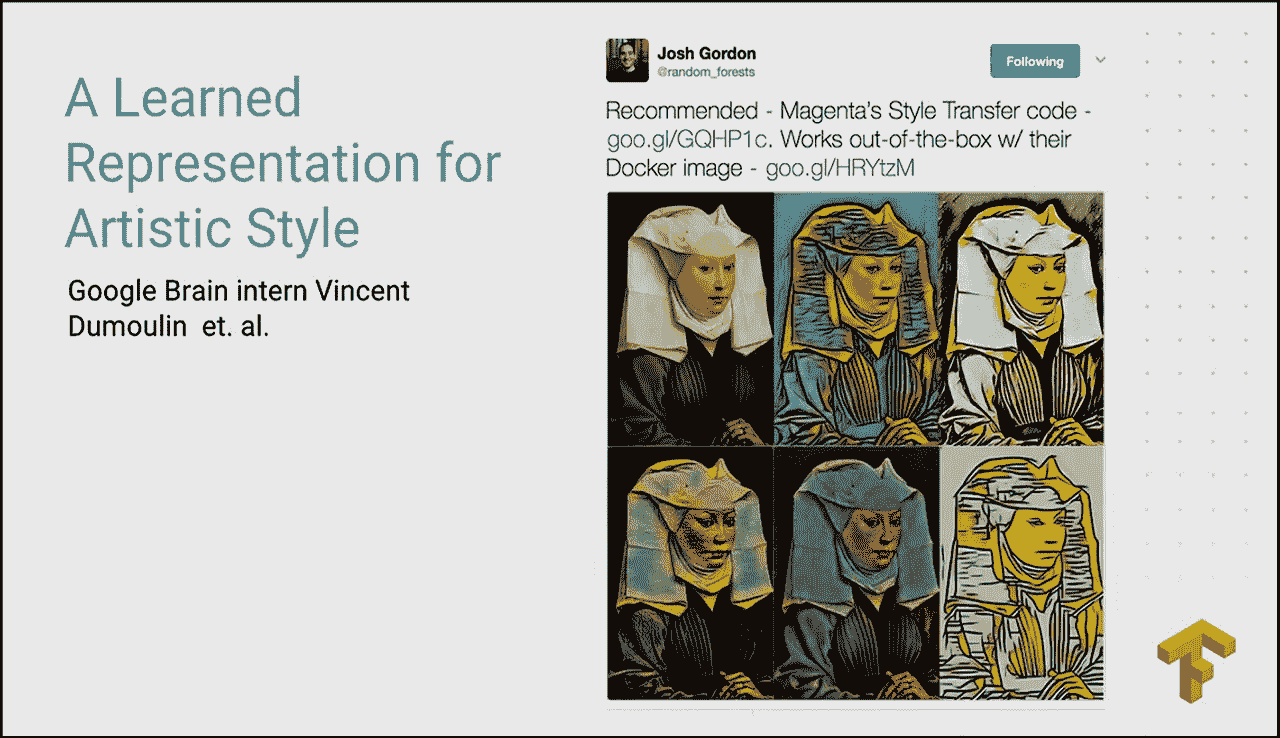 A Learned
Representation for
Artistic Style
Google Brain intern Vincent
Dumoulin et. al.
Josh Gordon
@random_forests
Following
Recommended - Magenta's Style Transfer code -
goo.gl/GQHP1c. Works out-of-the-box w/ their
Docker image - goo.gl/HRYtzM